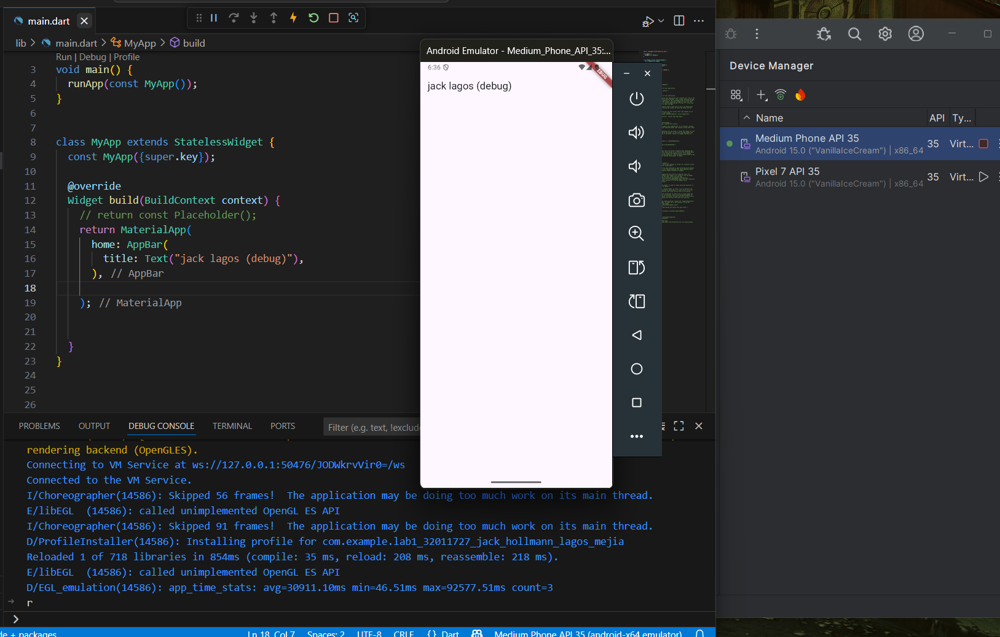 main.dart
lib > main.dart > MyApp > build
Run | Debug | Profile
3 void main() {
4 runApp(const MyApp());
5 }
6
7
8 class MyApp extends StatelessWidget {
9 const MyApp({super.key});
10
11 @override
12 Widget build(BuildContext context) {
13 // return const Placeholder();
14 return MaterialApp(
15 home: AppBar(
16 title: Text("jack lagos (debug)"),
17 ), // AppBar
18
19 ); // MaterialApp
20
21
22 }
23 }
24
25
26
Android Emulator - Medium_Phone_API_35:...
6:36
jack lagos (debug)
Device Manager
Name API Ty...
Medium Phone API 35
Android 15.0 ("VanillaIceCream") | x86_64
35 Virt...
Pixel 7 API 35
Android 15.0 ("VanillaIceCream") | x86_64
35 Virt...
PROBLEMS OUTPUT DEBUG CONSOLE TERMINAL PORTS
Filter (e.g. text, !exclud
rendering backend (OpenGLES).
Connecting to VM Service at ws://127.0.0.1:50476/JODWkrvVir0=/ws
Connected to the VM Service.
I/Choreographer(14586): Skipped 56 frames!  The application may be doing too much work on its main thread.
E/libEGL  (14586): called unimplemented OpenGL ES API
I/Choreographer(14586): Skipped 91 frames!  The application may be doing too much work on its main thread.
D/ProfileInstaller(14586): Installing profile for com.example.lab1_32011727_jack_hollmann_lagos_mejia
Reloaded 1 of 718 libraries in 854ms (compile: 35 ms, reload: 208 ms, reassemble: 218 ms).
E/libEGL  (14586): called unimplemented OpenGL ES API
D/EGL_emulation(14586): app_time_stats: avg=30911.10ms min=46.51ms max=92577.51ms count=3
r
de + packages Ln 18, Col 7 Spaces: 2 UTF-8 CRLF {} Dart Medium Phone API 35 (android-x64 emulator)